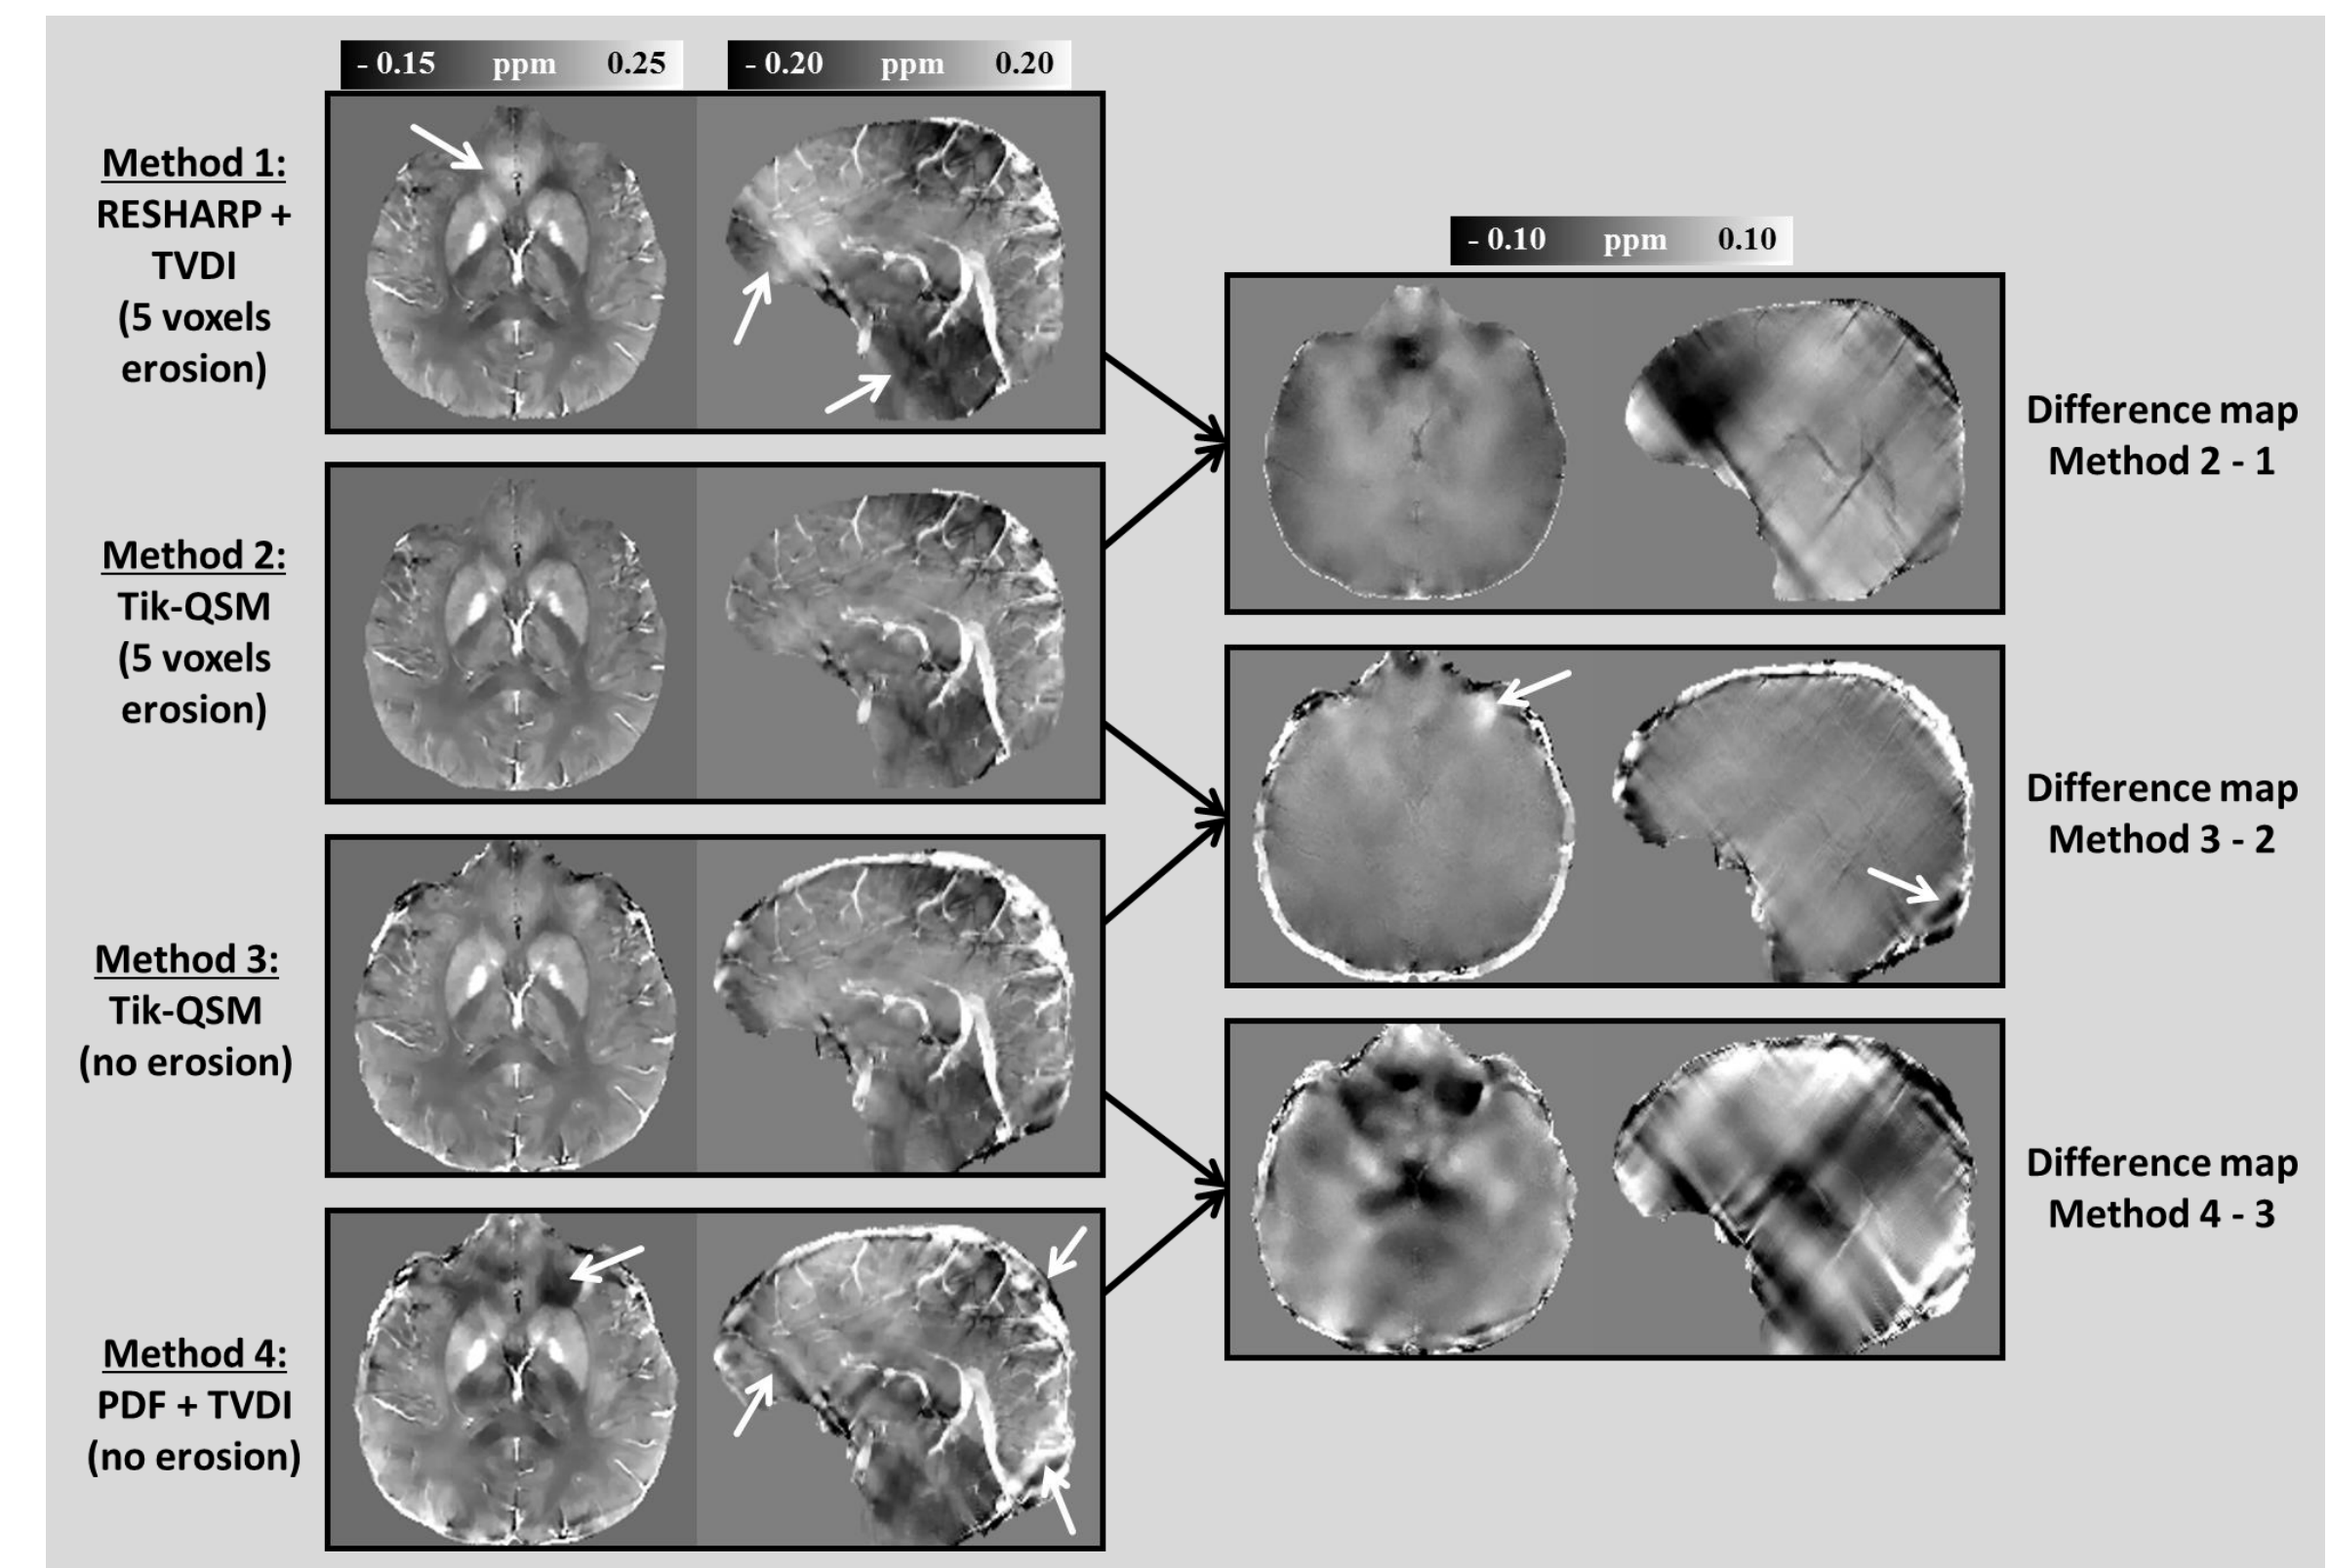 - 0.15 ppm 0.25
- 0.20 ppm 0.20
Method 1:
RESHARP +
TVDI
(5 voxels
erosion)
Method 2:
Tik-QSM
(5 voxels
erosion)
Method 3:
Tik-QSM
(no erosion)
Method 4:
PDF + TVDI
(no erosion)
- 0.10 ppm 0.10
Difference map
Method 2 - 1
Difference map
Method 3 - 2
Difference map
Method 4 - 3